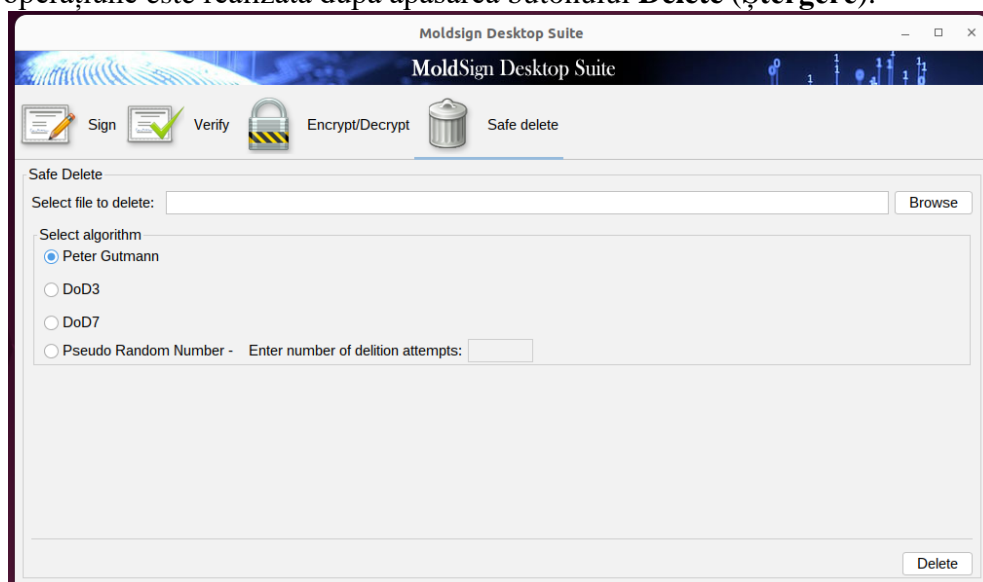 operațiune este realizată după apăsarea butonului Delete (Ștergere).
Moldsign Desktop Suite
MoldSign Desktop Suite
Sign Verify Encrypt/Decrypt Safe delete
Safe Delete
Select file to delete: Browse
Select algorithm
Peter Gutmann
DoD3
DoD7
Pseudo Random Number - Enter number of delition attempts:
Delete